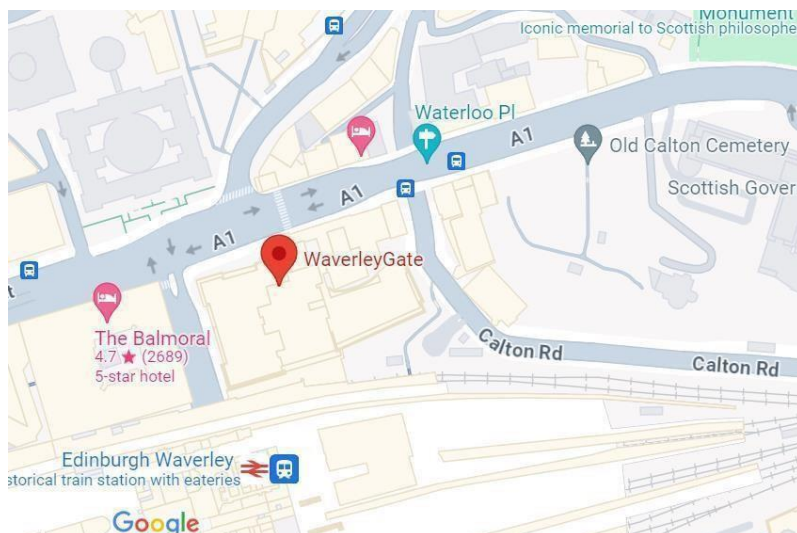 Monument
Iconic memorial to Scottish philosophe
Waterloo Pl
A1
Old Calton Cemetery
Scottish Gover
A1
A1
WaverleyGate
t
The Balmoral
4.7 ★ (2689)
5-star hotel
Calton Rd
Calton Rd
Edinburgh Waverley
storical train station with eateries
Google